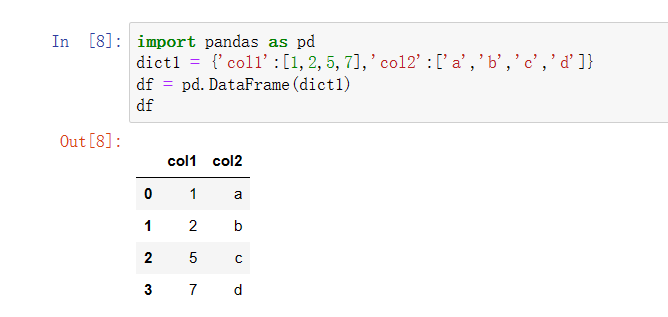 In [8]: import pandas as pd
dict1 = {'col1':[1,2,5,7],'col2':['a','b','c','d']}
df = pd.DataFrame(dict1)
df
Out[8]:
col1 col2
0 1 a
1 2 b
2 5 c
3 7 d